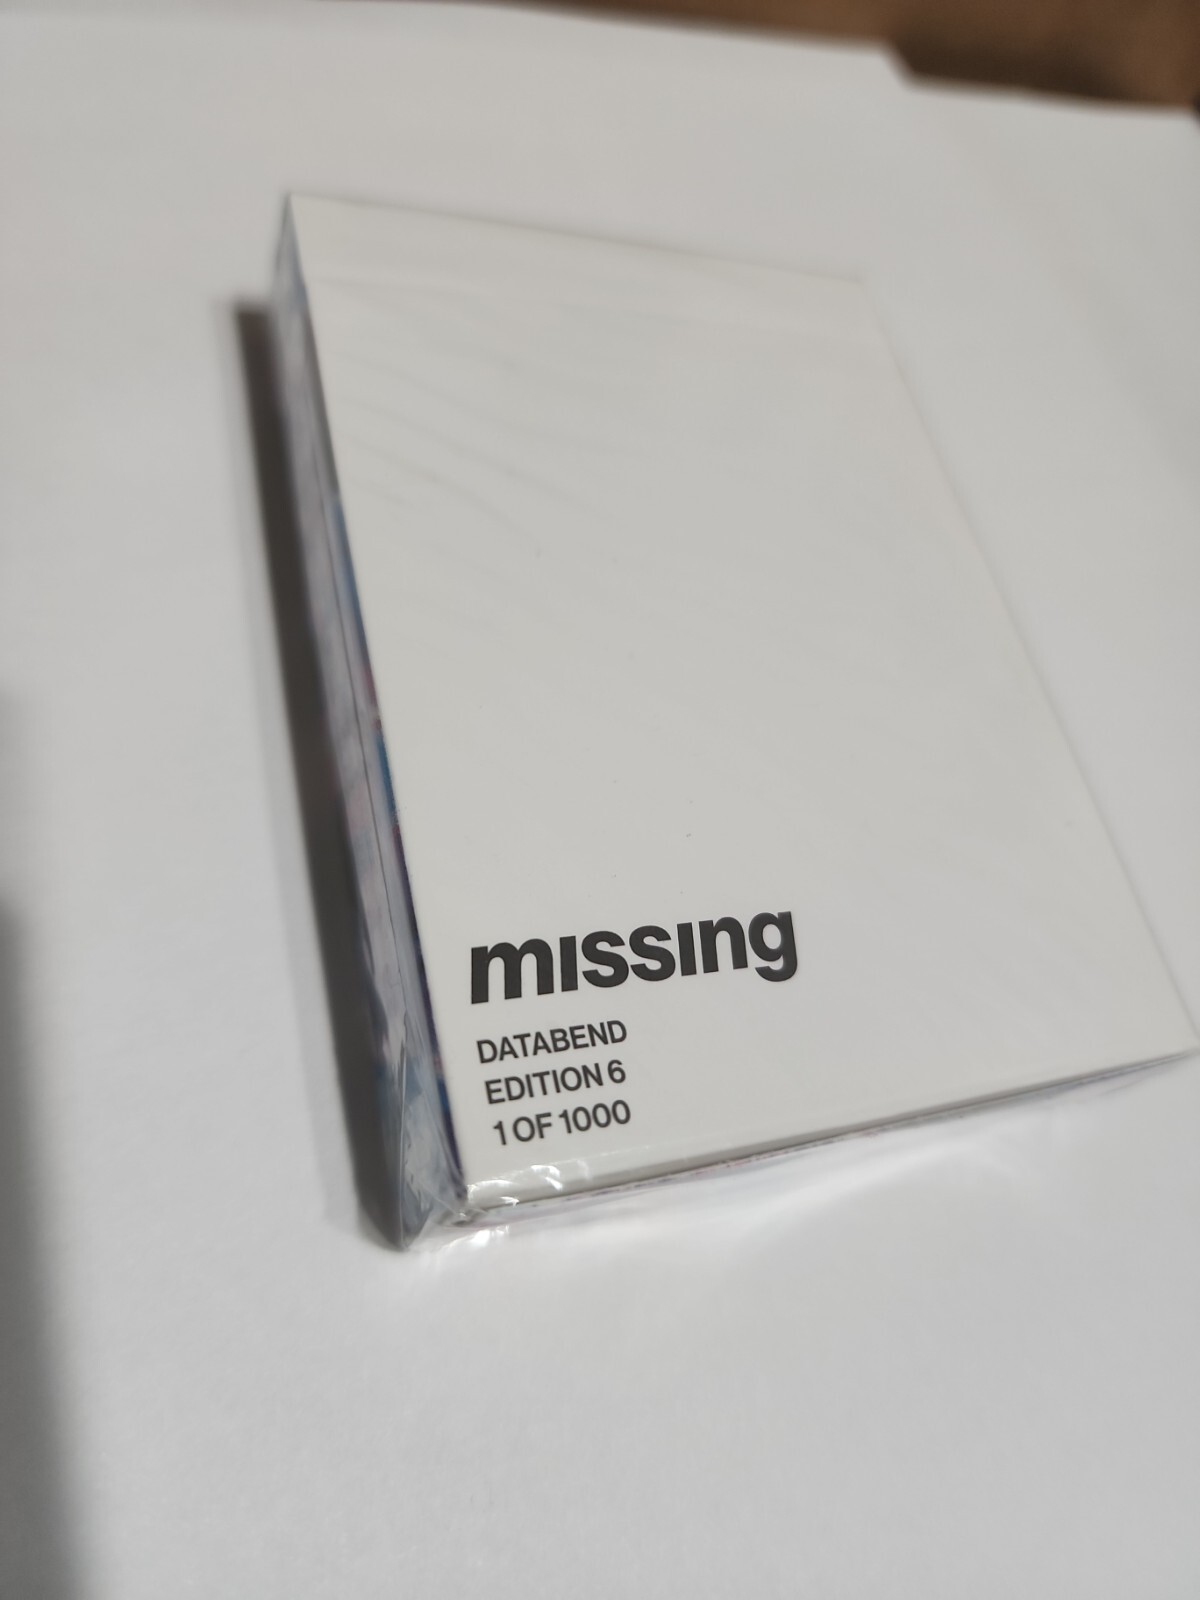 missing
DATABEND
EDITION 6
1 OF 1000